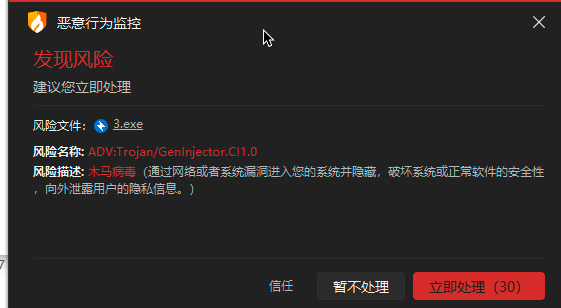 恶意行为监控
发现风险
建议您立即处理
风险文件： 3.exe
风险名称: ADV:Trojan/GenInjector.C!1.0
风险描述: 木马病毒（通过网络或者系统漏洞进入您的系统并隐藏，破坏系统或正常软件的安全性
，向外泄露用户的隐私信息。）
7
信任 暂不处理 立即处理（30）